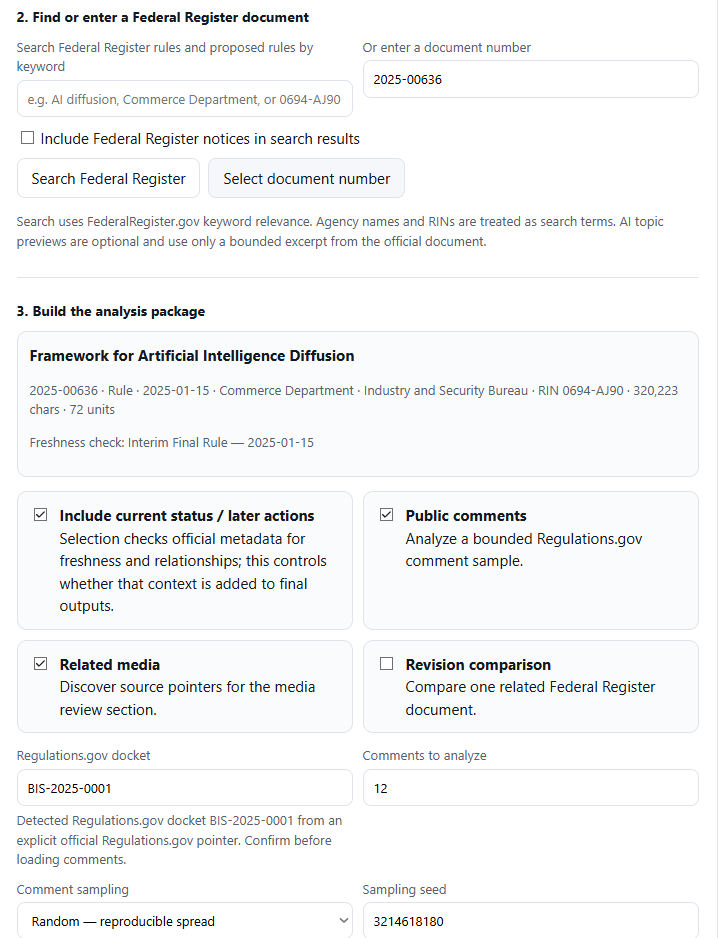 2. Find or enter a Federal Register document
Search Federal Register rules and proposed rules by
keyword
e.g. AI diffusion, Commerce Department, or 0694-AJ90
Or enter a document number
2025-00636
Include Federal Register notices in search results
Search Federal Register
Select document number
Search uses FederalRegister.gov keyword relevance. Agency names and RINs are treated as search terms. AI topic
previews are optional and use only a bounded excerpt from the official document.
3. Build the analysis package
Framework for Artificial Intelligence Diffusion
2025-00636 · Rule · 2025-01-15 · Commerce Department · Industry and Security Bureau · RIN 0694-AJ90 · 320,223
chars · 72 units
Freshness check: Interim Final Rule — 2025-01-15
Include current status / later actions
Selection checks official metadata for
freshness and relationships; this controls
whether that context is added to final
outputs.
Public comments
Analyze a bounded Regulations.gov
comment sample.
Related media
Discover source pointers for the media
review section.
Revision comparison
Compare one related Federal Register
document.
Regulations.gov docket
BIS-2025-0001
Detected Regulations.gov docket BIS-2025-0001 from an
explicit official Regulations.gov pointer. Confirm before
loading comments.
Comments to analyze
12
Comment sampling
Random — reproducible spread
Sampling seed
3214618180